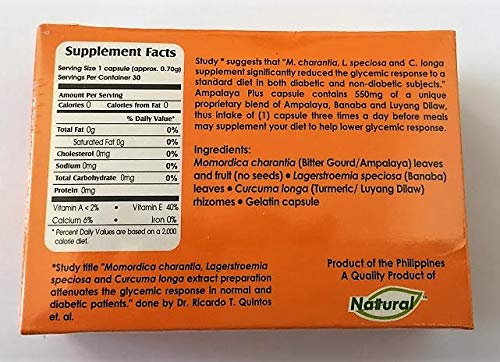 Supplement Facts
Serving Size 1 capsule (approx. 0.70g)
Servings Per Container 30
Amount Per Serving
Calories 0 Calories from Fat 0
% Daily Value*
Total Fat 0g 0%
Saturated Fat 0g 0%
Cholesterol 0mg 0%
Sodium 0mg 0%
Total Carbohydrate 0mg 0%
Protein 0mg
Vitamin A < 2% • Vitamin E 40%
Calcium 6% • Iron 0%
* Percent Daily Values are based on a 2,000
calorie diet.
*Study title "Momordica charantia, Lagerstroemia
speciosa and Curcuma longa extract preparation
attenuates the glycemic response in normal and
diabetic patients." done by Dr. Ricardo T. Quintos
et. al.
Study * suggests that "M. charantia, L. speciosa and C. longa
supplement significantly reduced the glycemic response to a
standard diet in both diabetic and non-diabetic subjects."
Ampalaya Plus capsule contains 550mg of a unique
proprietary blend of Ampalaya, Banaba and Luyang Dilaw,
thus intake of (1) capsule three times a day before meals
may supplement your diet to help lower glycemic response.
Ingredients:
Momordica charantia (Bitter Gourd/Ampalaya) leaves
and fruit (no seeds) • Lagerstroemia speciosa (Banaba)
leaves • Curcuma longa (Turmeric/ Luyang Dilaw)
rhizomes • Gelatin capsule
Product of the Philippines
A Quality Product of
Nattural